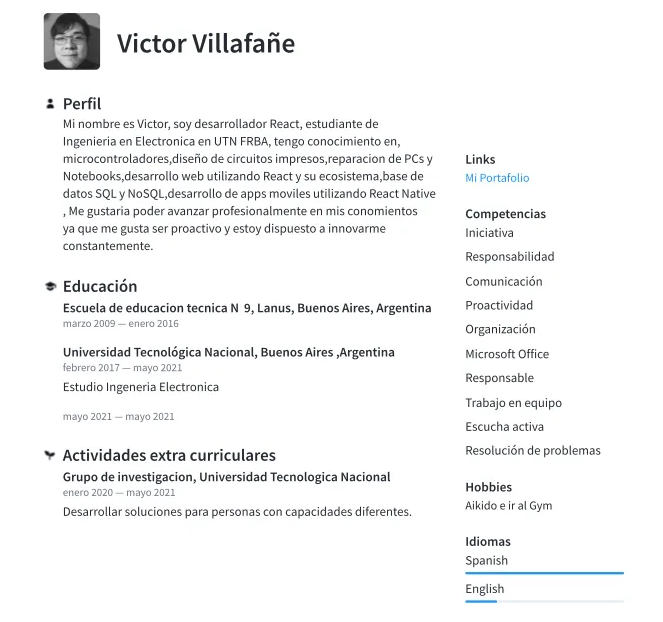 Victor Villafañe
Perfil
Mi nombre es Victor, soy desarrollador React, estudiante de
Ingenieria en Electronica en UTN FRBA, tengo conocimiento en,
microcontroladores,diseño de circuitos impresos,reparacion de PCs y
Notebooks,desarrollo web utilizando React y su ecosistema,base de
datos SQL y NoSQL,desarrollo de apps moviles utilizando React Native
, Me gustaria poder avanzar profesionalmente en mis conomientos
ya que me gusta ser proactivo y estoy dispuesto a innovarme
constantemente.
Educación
Escuela de educacion tecnica N 9, Lanus, Buenos Aires, Argentina
marzo 2009 — enero 2016
Universidad Tecnológica Nacional, Buenos Aires ,Argentina
febrero 2017 — mayo 2021
Estudio Ingeneria Electronica
mayo 2021 — mayo 2021
Actividades extra curriculares
Grupo de investigacion, Universidad Tecnologica Nacional
enero 2020 — mayo 2021
Desarrollar soluciones para personas con capacidades diferentes.
Links
Mi Portafolio
Competencias
Iniciativa
Responsabilidad
Comunicación
Proactividad
Organización
Microsoft Office
Responsable
Trabajo en equipo
Escucha activa
Resolución de problemas
Hobbies
Aikido e ir al Gym
Idiomas
Spanish
English